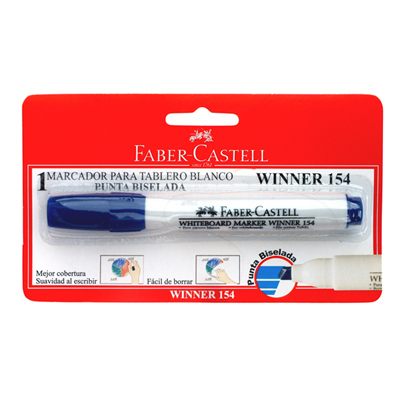 FABER-CASTELL
1 MARCADOR PARA TABLERO BLANCO
PUNTA BISELADA
WINNER 154
FABER-CASTELL
WHITEBOARD MARKER WINNER 154
Mejor cobertura
Suavidad al escribir
Fácil de borrar
Punta Biselada
WHITEB
WINNER 154